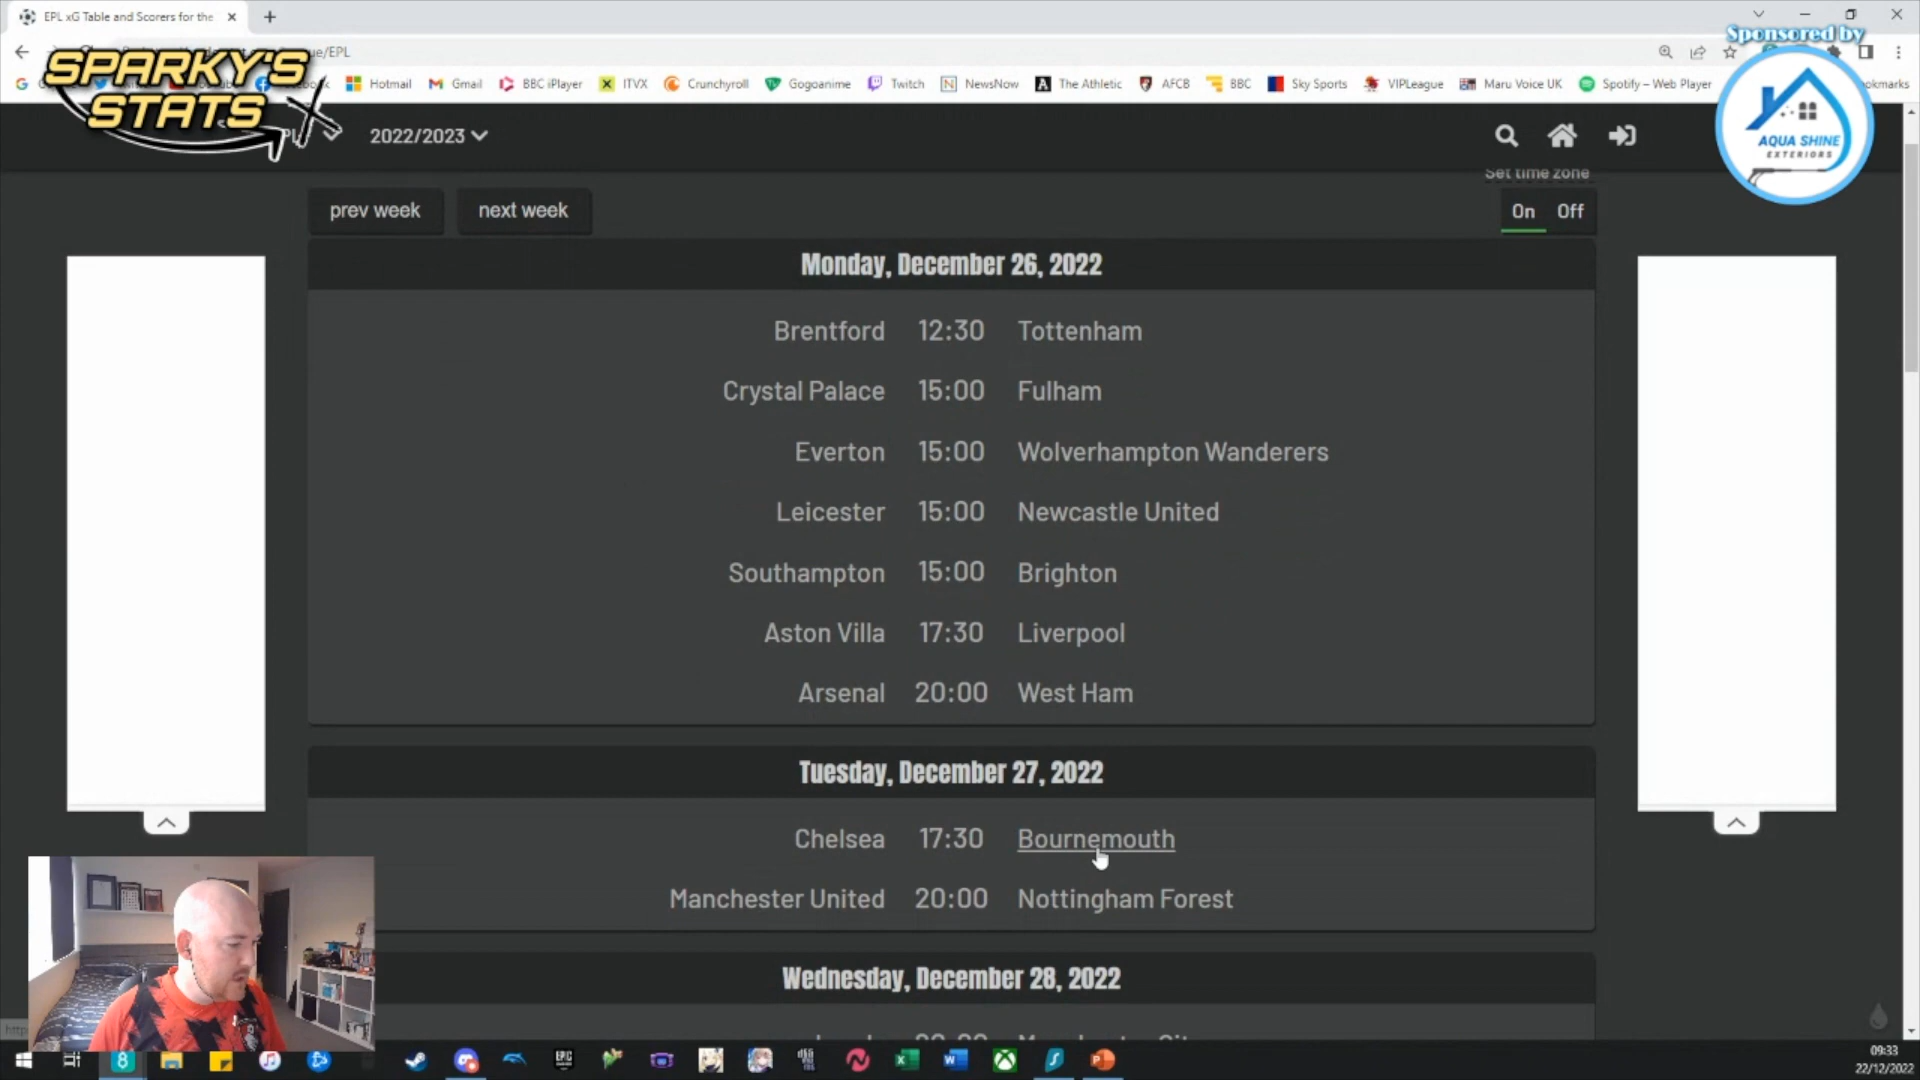 EPL xG Table and Scorers for the
Sponsored by
ue/EPL
SPARKY'S
STATS
Hotmail
Gmail
BBC iPlayer
ITVX
Crunchyroll
Gogoanime
Twitch
NewsNow
The Athletic
AFCB
BBC
Sky Sports
VIPLeague
Maru Voice UK
Spotify – Web Player
okmarks
AQUA SHINE
EXTERIORS
2022/2023
Set time zone
prev week
next week
On Off
Monday, December 26, 2022
Brentford 12:30 Tottenham
Crystal Palace 15:00 Fulham
Everton 15:00 Wolverhampton Wanderers
Leicester 15:00 Newcastle United
Southampton 15:00 Brighton
Aston Villa 17:30 Liverpool
Arsenal 20:00 West Ham
Tuesday, December 27, 2022
Chelsea 17:30 Bournemouth
Manchester United 20:00 Nottingham Forest
Wednesday, December 28, 2022
EPIC
09:33
22/12/2022